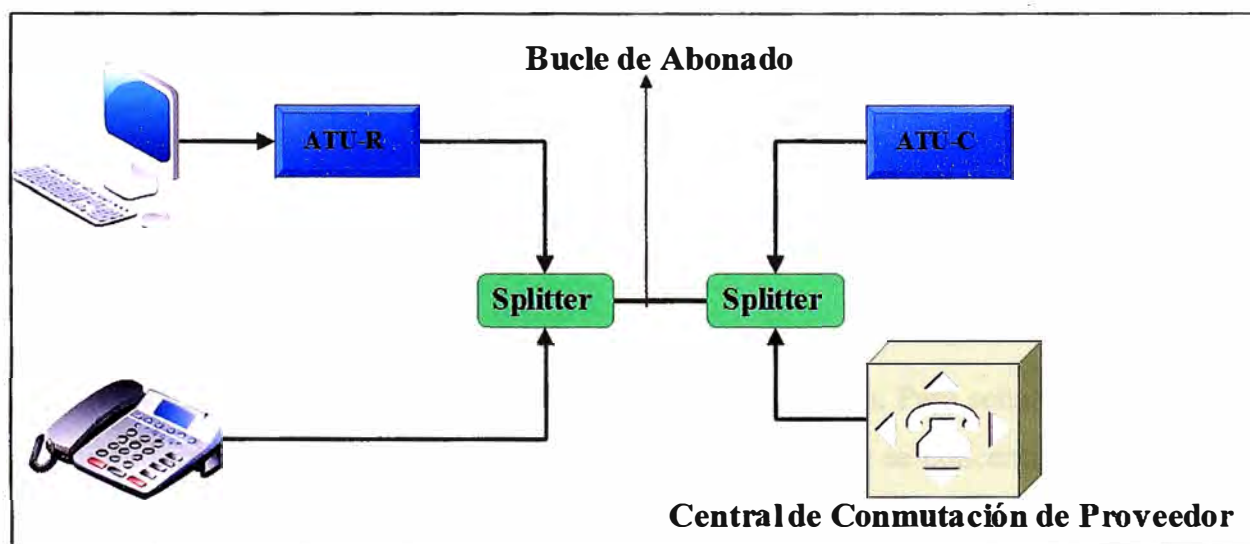 Bucle de Abonado
ATU-R
ATU-C
Splitter
Splitter
Central de Conmutación de Proveedor